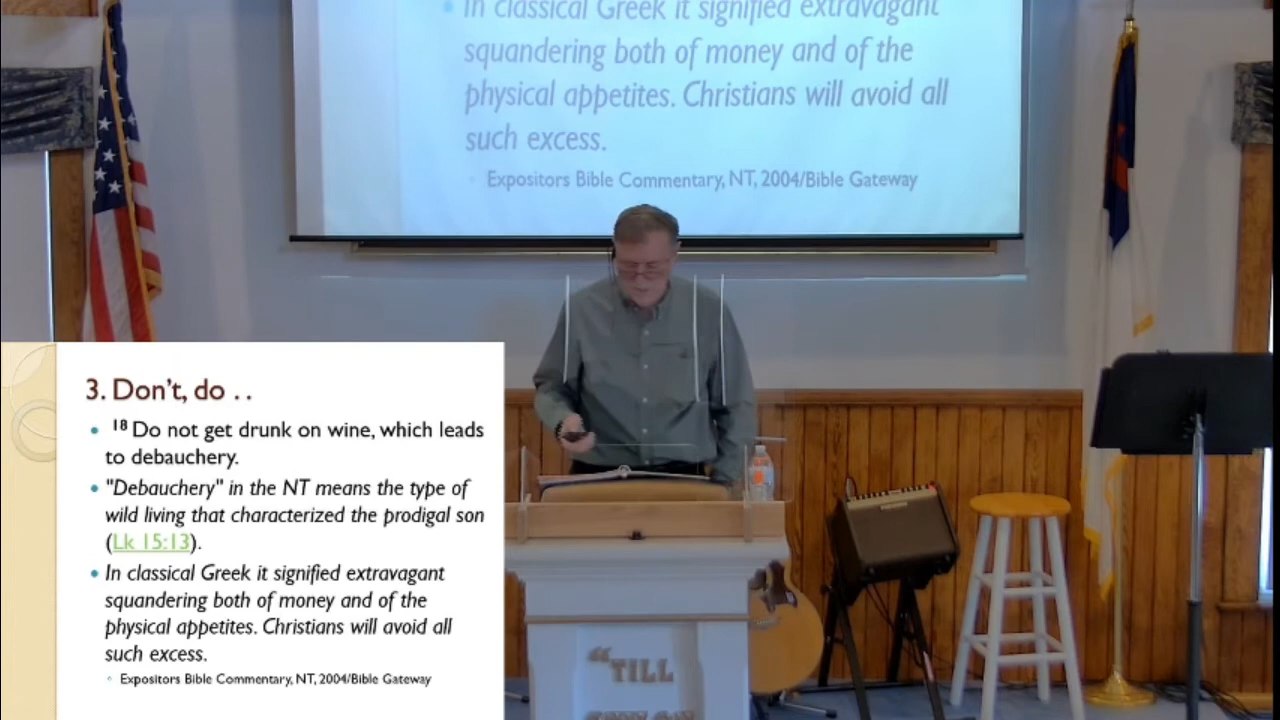 In classical Greek it signified extravagant
squandering both of money and of the
physical appetites. Christians will avoid all
such excess.
Expositors Bible Commentary, NT, 2004/Bible Gateway
3. Don't, do . .
18 Do not get drunk on wine, which leads
to debauchery.
"Debauchery" in the NT means the type of
wild living that characterized the prodigal son
(Lk 15:13).
In classical Greek it signified extravagant
squandering both of money and of the
physical appetites. Christians will avoid all
such excess.
Expositors Bible Commentary, NT, 2004/Bible Gateway
"TILL